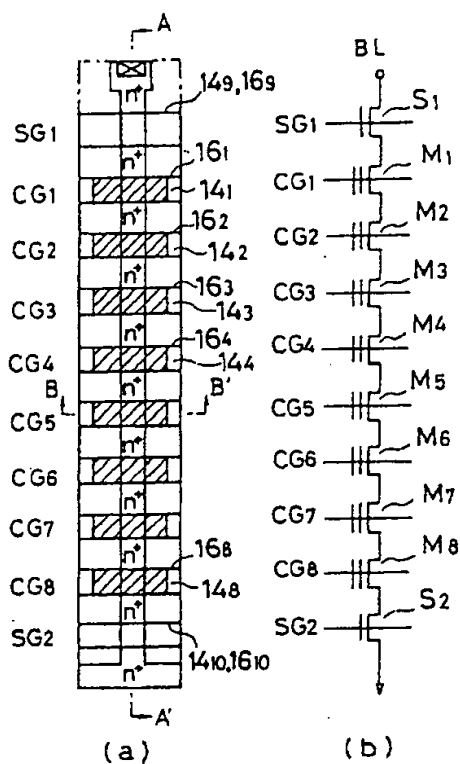 A
n+
14₉,16₉
SG1
n+
16₁
CG1
14₁
n+
16₂
CG2
14₂
n+
16₃
CG3
14₃
n+
16₄
CG4
14₄
B
n+
B'
CG5
n+
CG6
n+
CG7
n+
16₈
CG8
14₈
n+
SG2
14₁₀,16₁₀
n+
A'
(a)
BL
S₁
SG1
M₁
CG1
M₂
CG2
M₃
CG3
M₄
CG4
M₅
CG5
M₆
CG6
M₇
CG7
M₈
CG8
S₂
SG2
(b)